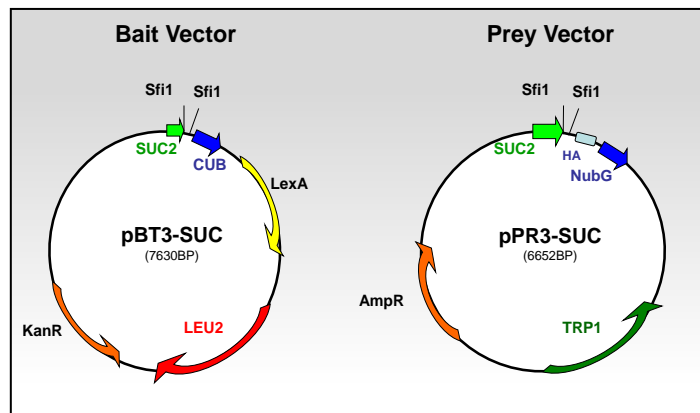 Bait Vector
Sfi1 Sfi1
SUC2
CUB
LexA
pBT3-SUC
(7630BP)
KanR
LEU2
Prey Vector
Sfi1 Sfi1
SUC2
HA
NubG
pPR3-SUC
(6652BP)
AmpR
TRP1